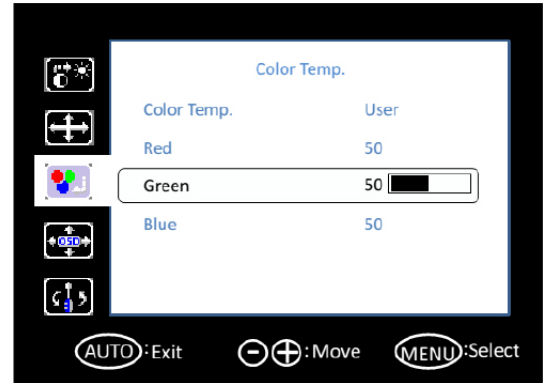 Color Temp.
Color Temp. User
Red 50
Green 50
Blue 50
OSD
AUTO:Exit -+:Move MENU:Select